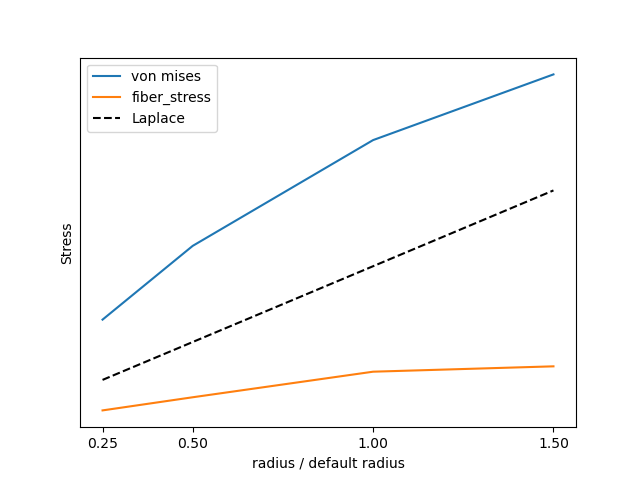 von mises
fiber_stress
Laplace
Stress
0.25
0.50
1.00
1.50
radius / default radius